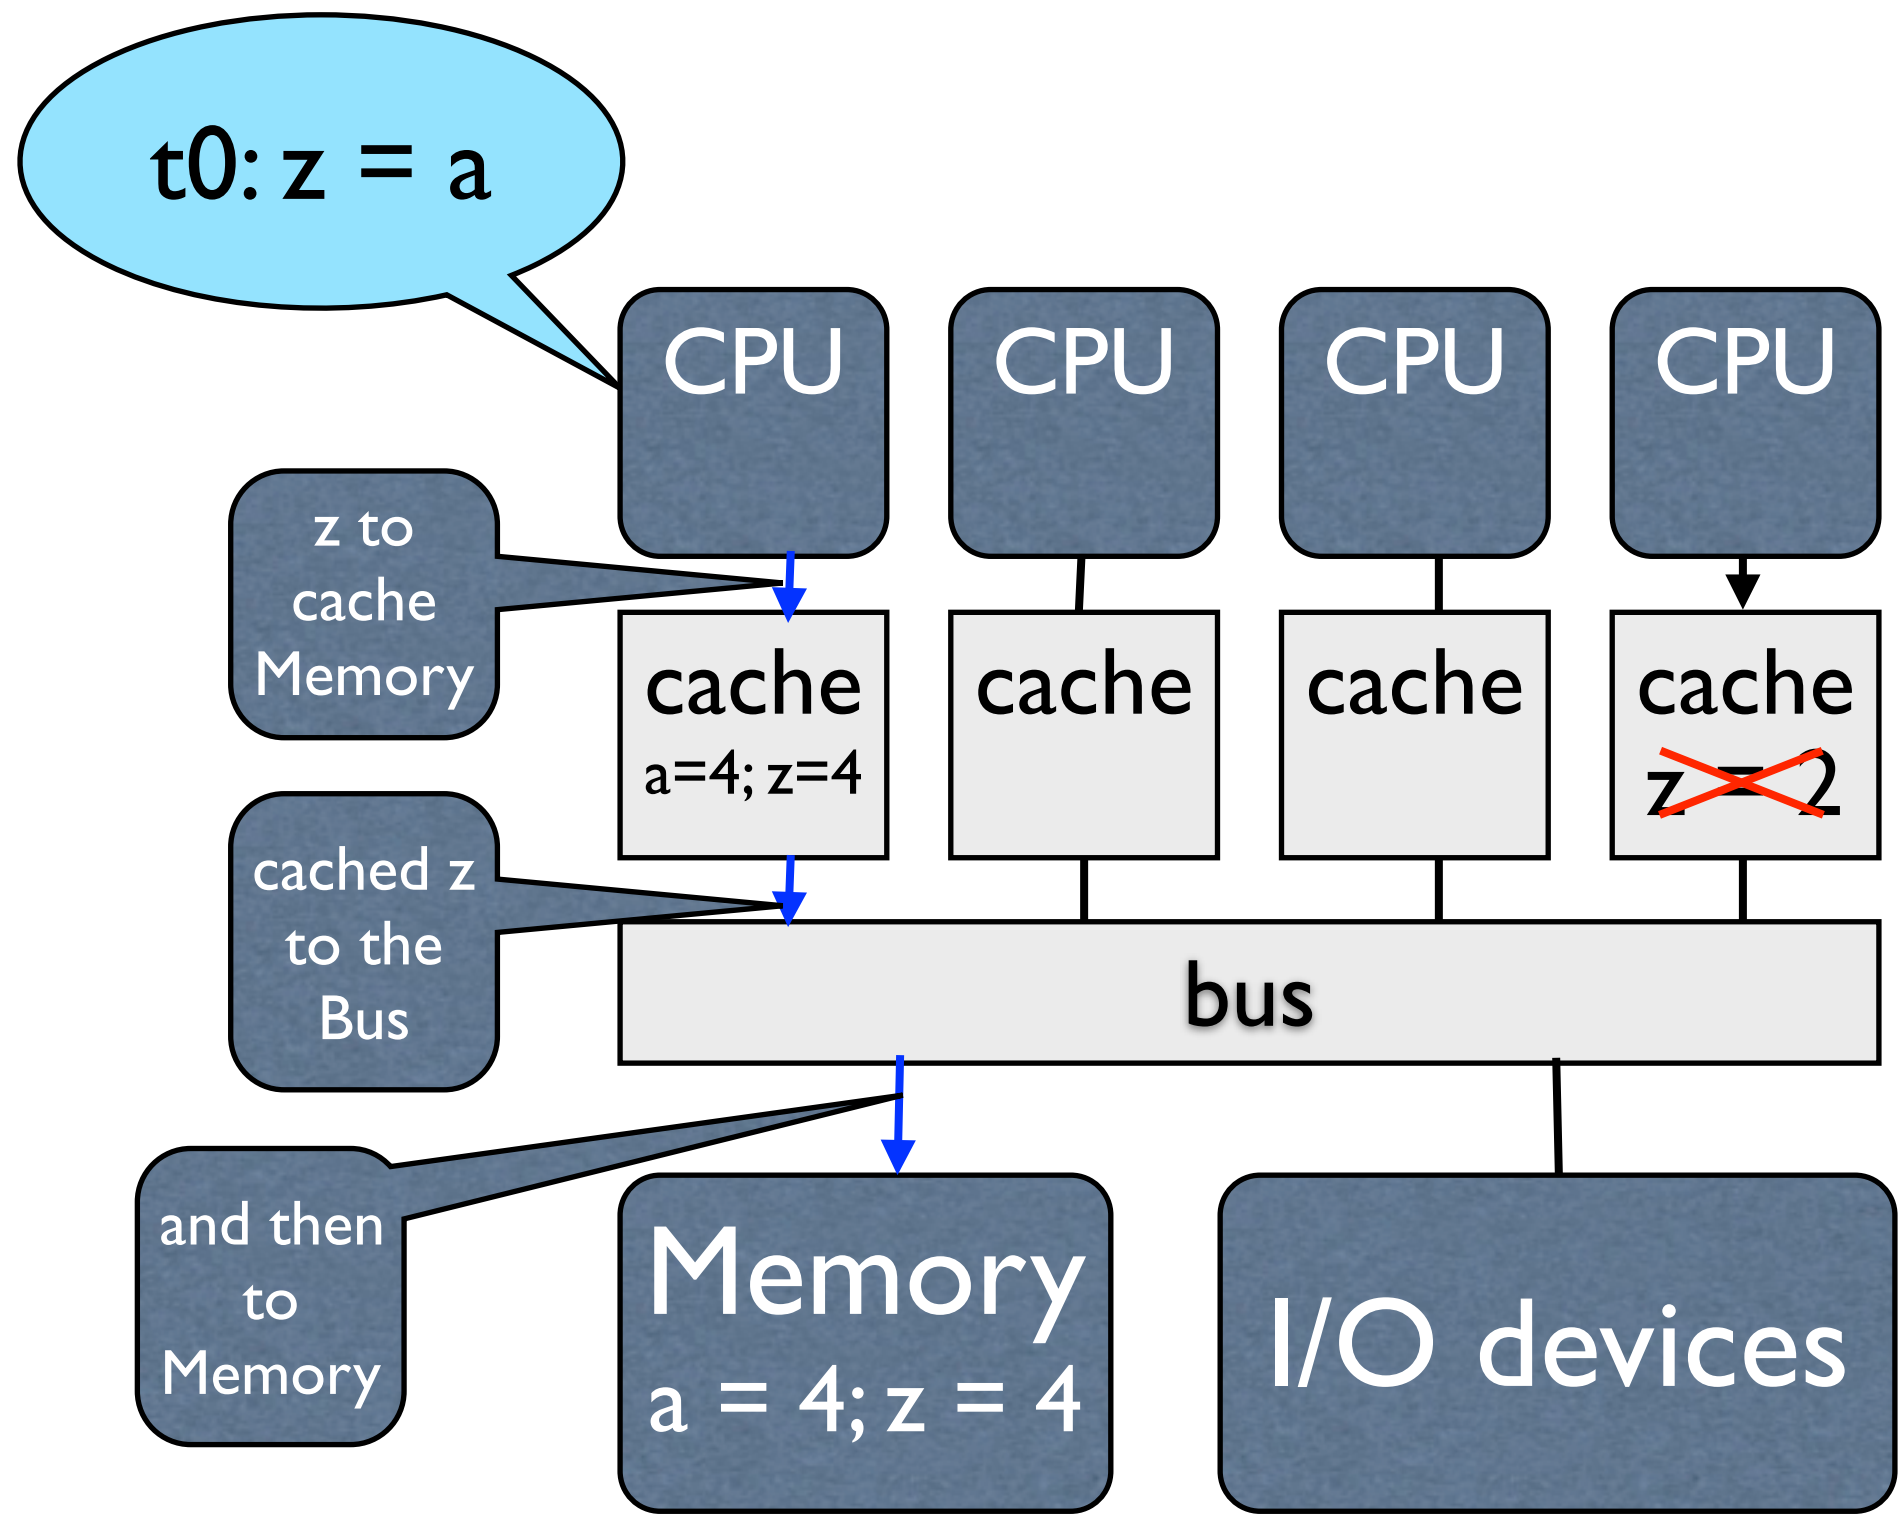 t0: z = a
CPU
CPU
CPU
CPU
z to
cache
Memory
cache
a=4; z=4
cache
cache
cache
z = 2
cached z
to the
Bus
bus
and then
to
Memory
Memory
a = 4; z = 4
I/O devices